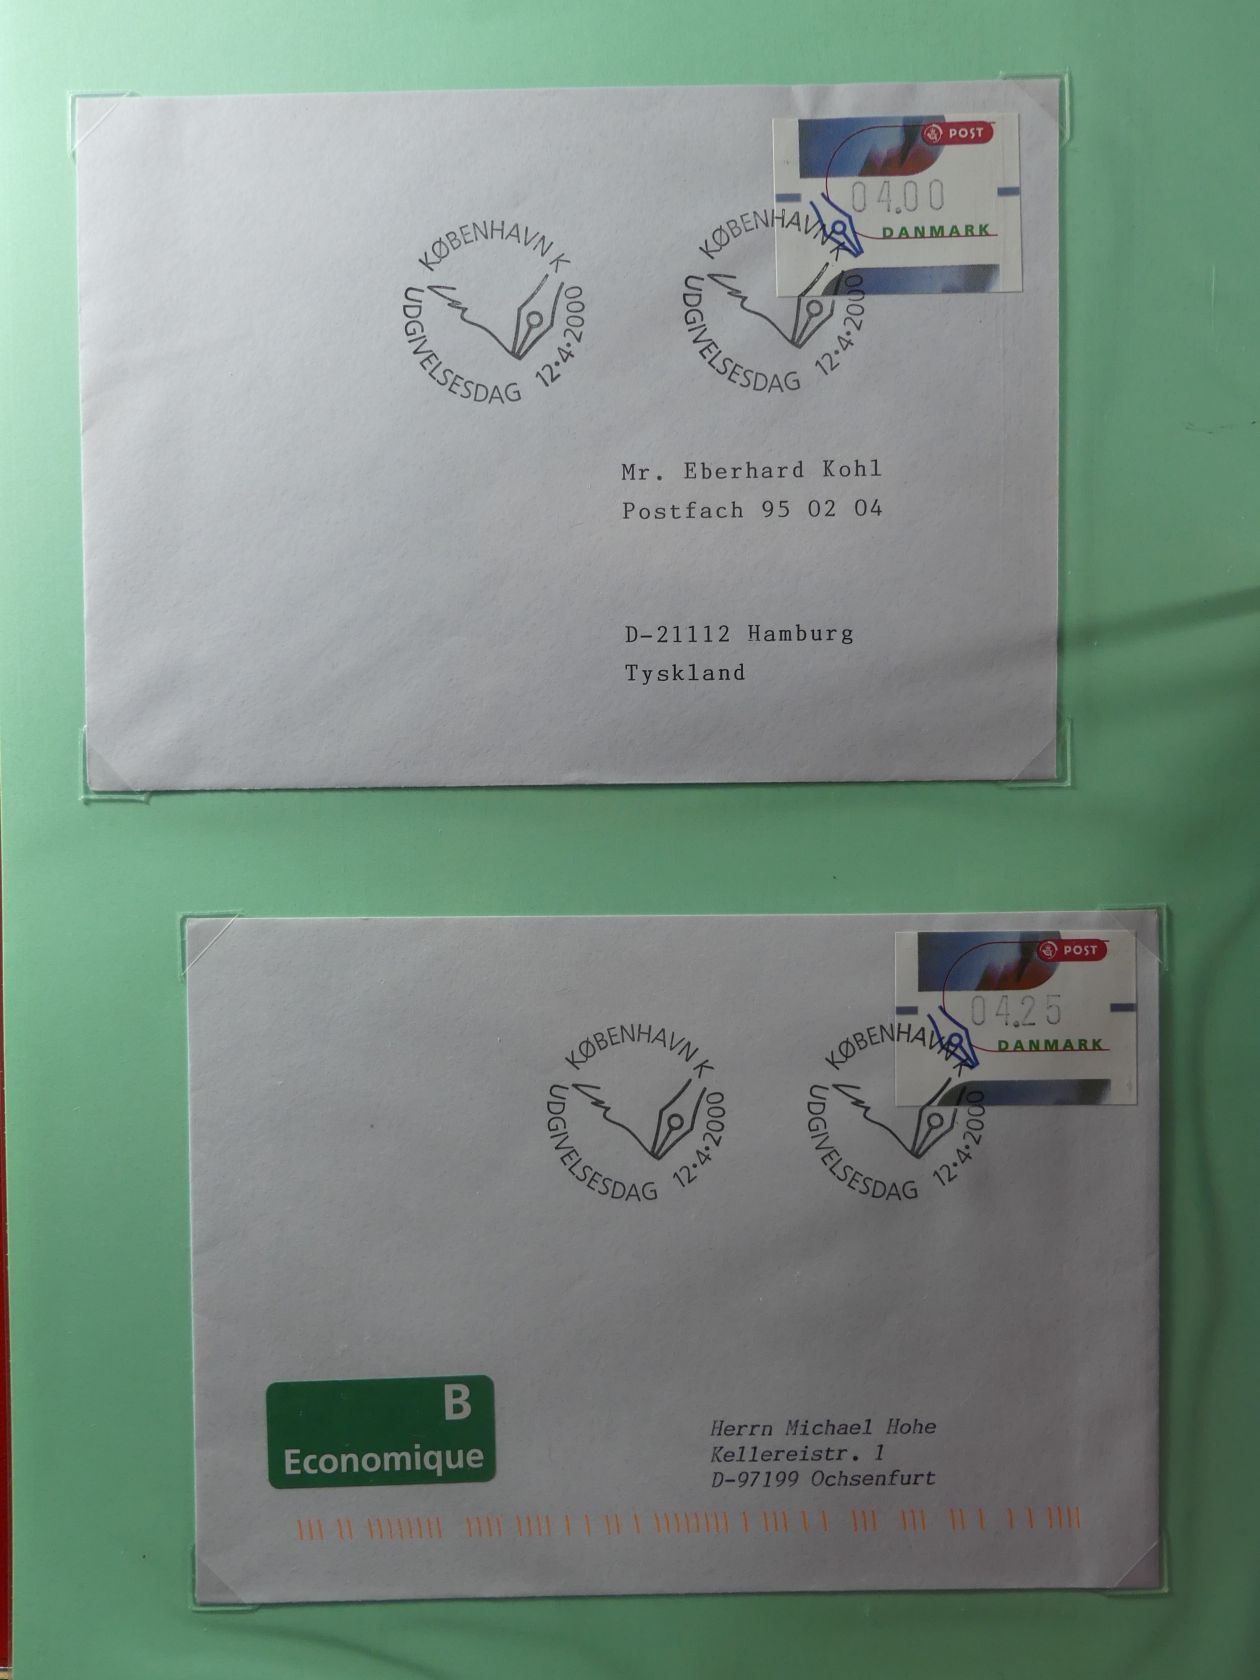 POST
04.00
DANMARK
KØBENHAVN K
UDGIVELSESDAG 12•4•2000
KØBENHAVN K
UDGIVELSESDAG 12•4•2000
Mr. Eberhard Kohl
Postfach 95 02 04
D-21112 Hamburg
Tyskland
POST
04.25
DANMARK
KØBENHAVN K
UDGIVELSESDAG 12•4•2000
KØBENHAVN K
UDGIVELSESDAG 12•4•2000
B
Economique
Herrn Michael Hohe
Kellereistr. 1
D-97199 Ochsenfurt